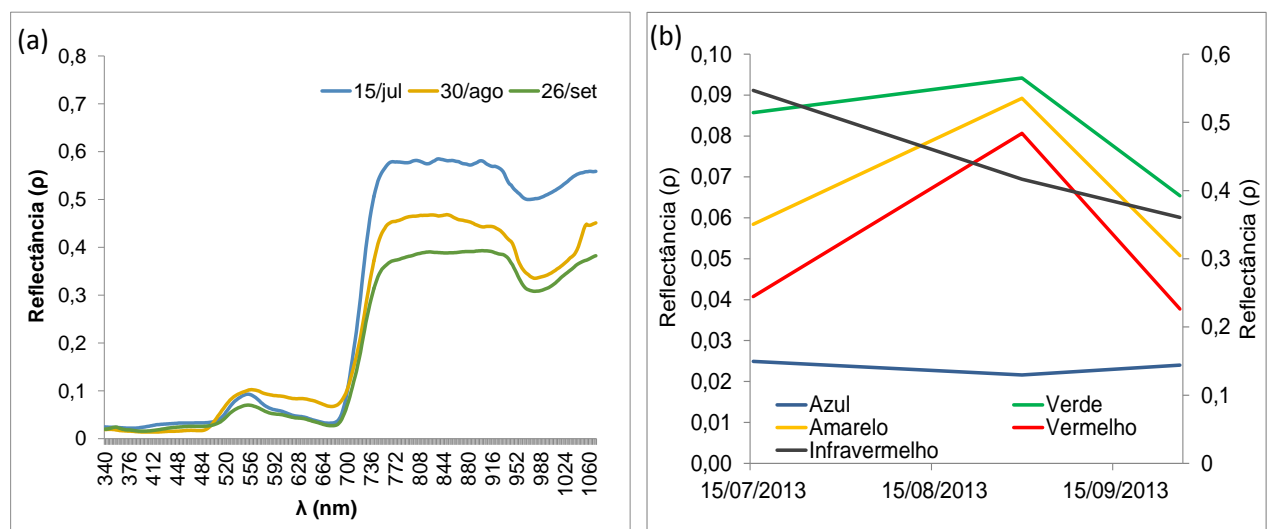 (a)
0,8
0,7
0,6
0,5
0,4
0,3
0,2
0,1
0
Reflectância (ρ)
15/jul 30/ago 26/set
340 376 412 448 484 520 556 592 628 664 700 736 772 808 844 880 916 952 988 1024 1060
λ (nm)
(b)
0,10
0,09
0,08
0,07
0,06
0,05
0,04
0,03
0,02
0,01
0,00
Reflectância (ρ)
0,6
0,5
0,4
0,3
0,2
0,1
0
Reflectância (ρ)
Azul Verde
Amarelo Vermelho
Infravermelho
15/07/2013 15/08/2013 15/09/2013